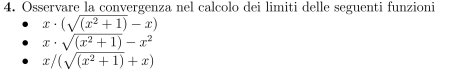 4. Osservare la convergenza nel calcolo dei limiti delle seguenti funzioni
• x · (√(x² + 1) − x)
• x · √(x² + 1) − x²
• x/(√(x² + 1) + x)